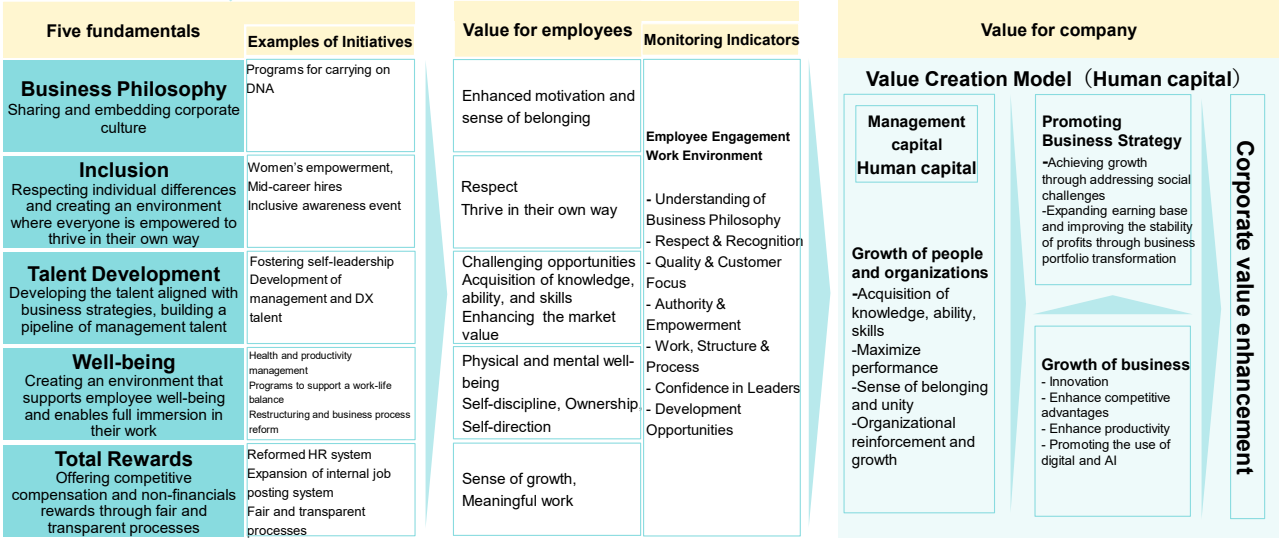 Five fundamentals
Examples of Initiatives
Value for employees
Monitoring Indicators
Value for company
Business Philosophy
Sharing and embedding corporate
culture
Programs for carrying on
DNA
Enhanced motivation and
sense of belonging
Inclusion
Respecting individual differences
and creating an environment
where everyone is empowered to
thrive in their own way
Women's empowerment,
Mid-career hires
Inclusive awareness event
Respect
Thrive in their own way
Talent Development
Developing the talent aligned with
business strategies, building a
pipeline of management talent
Fostering self-leadership
Development of
management and DX
talent
Challenging opportunities
Acquisition of knowledge,
ability, and skills
Enhancing the market
value
Well-being
Creating an environment that
supports employee well-being
and enables full immersion in
their work
Health and productivity
management
Programs to support a work-life
balance
Restructuring and business process
reform
Physical and mental well-
being
Self-discipline, Ownership,
Self-direction
Total Rewards
Offering competitive
compensation and non-financials
rewards through fair and
transparent processes
Reformed HR system
Expansion of internal job
posting system
Fair and transparent
processes
Sense of growth,
Meaningful work
Employee Engagement
Work Environment
- Understanding of
Business Philosophy
- Respect & Recognition
- Quality & Customer
Focus
- Authority &
Empowerment
- Work, Structure &
Process
- Confidence in Leaders
- Development
Opportunities
Value Creation Model（Human capital）
Management
capital
Human capital
Growth of people
and organizations
-Acquisition of
knowledge, ability,
skills
-Maximize
performance
-Sense of belonging
and unity
-Organizational
reinforcement and
growth
Promoting
Business Strategy
-Achieving growth
through addressing social
challenges
-Expanding earning base
and improving the stability
of profits through business
portfolio transformation
Growth of business
- Innovation
- Enhance competitive
advantages
- Enhance productivity
- Promoting the use of
digital and AI
Corporate value enhancement